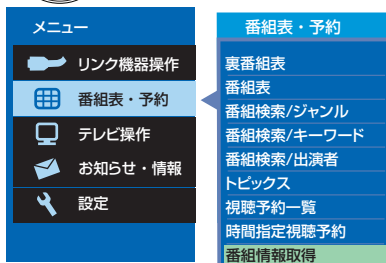 メニュー
リンク機器操作
番組表・予約
テレビ操作
お知らせ・情報
設定
番組表・予約
裏番組表
番組表
番組検索/ジャンル
番組検索/キーワード
番組検索/出演者
トピックス
視聴予約一覧
時間指定視聴予約
番組情報取得